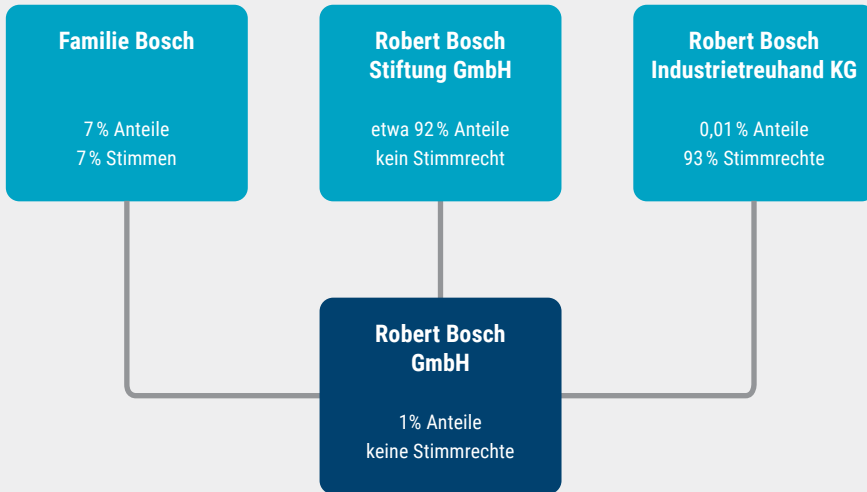 Familie Bosch
7 % Anteile
7 % Stimmen
Robert Bosch
Stiftung GmbH
etwa 92 % Anteile
kein Stimmrecht
Robert Bosch
Industrietreuhand KG
0,01 % Anteile
93 % Stimmrechte
Robert Bosch
GmbH
1% Anteile
keine Stimmrechte